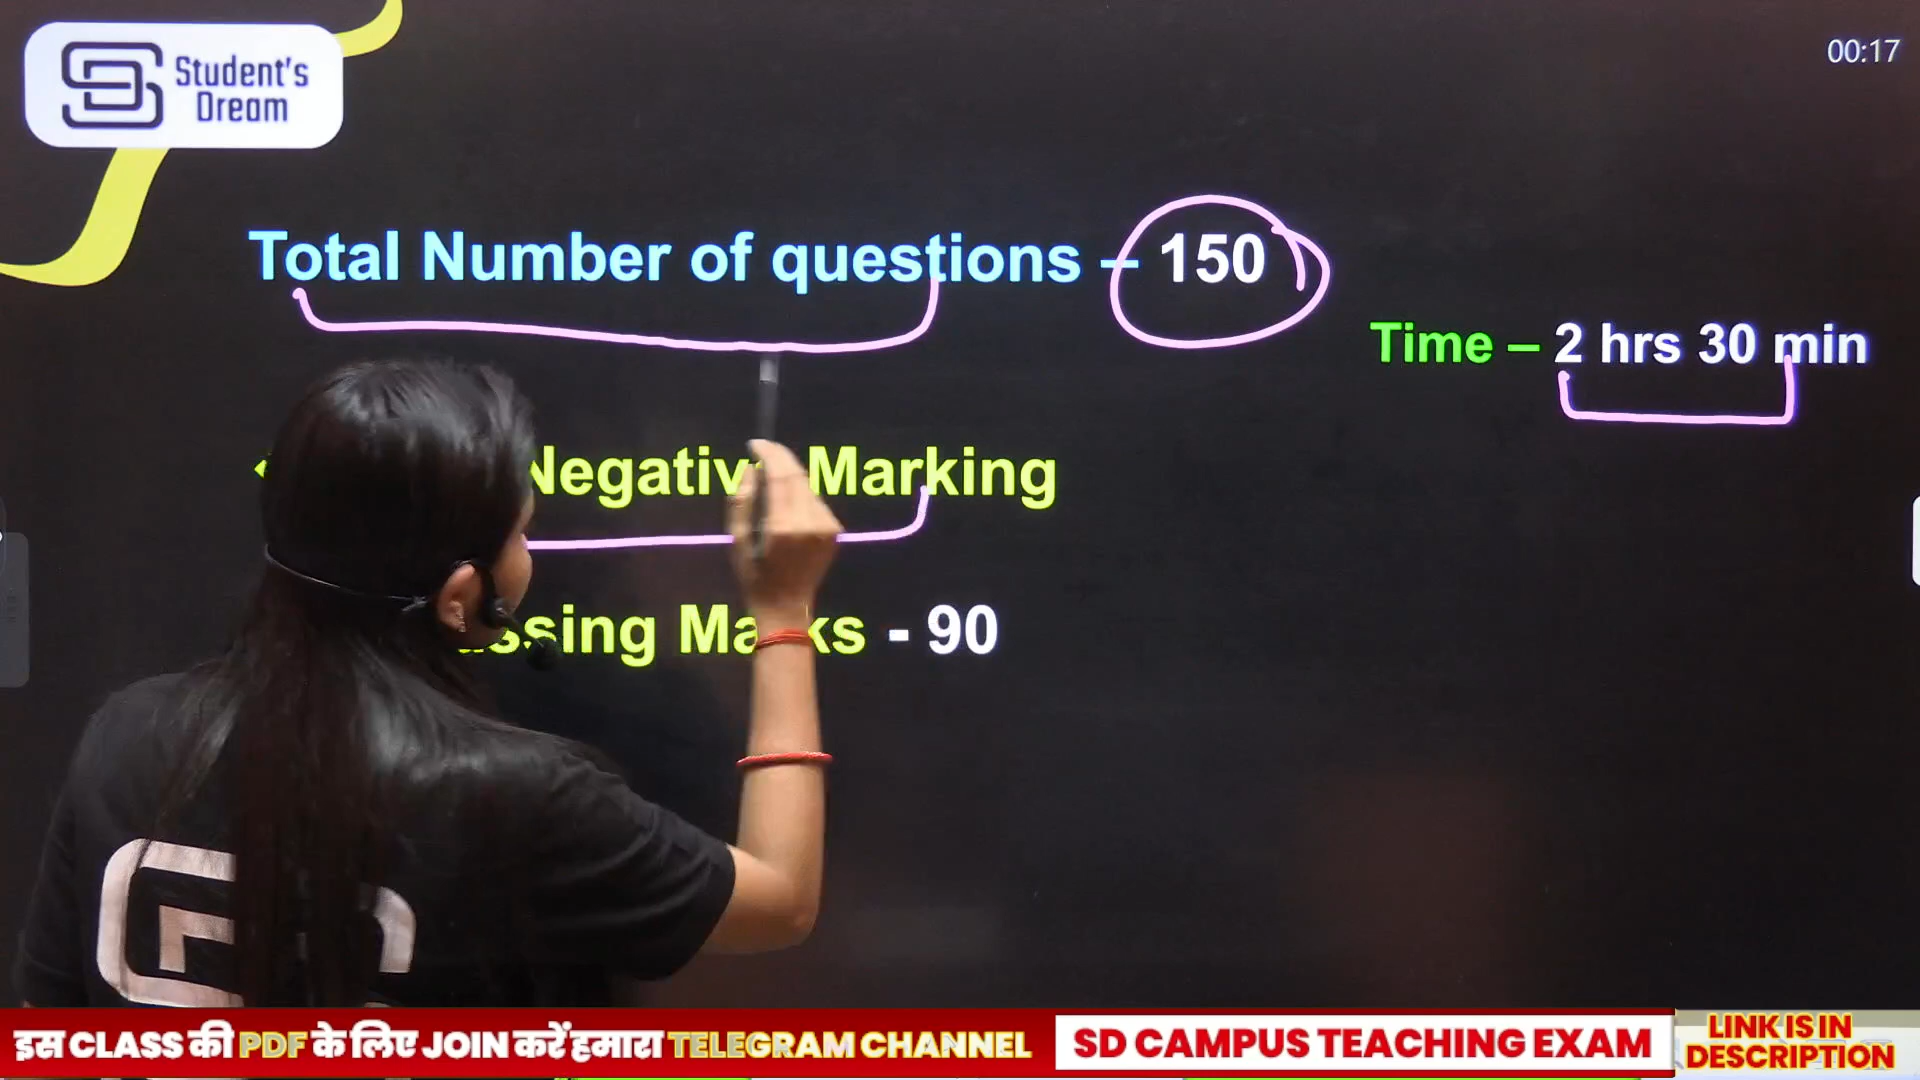 Student's
Dream
00:17
Total Number of questions – 150
Time – 2 hrs 30 min
Marking
Marks - 90
इस CLASS की PDF के लिए JOIN करें हमारा TELEGRAM CHANNEL
SD CAMPUS TEACHING EXAM
LINK IS IN
DESCRIPTION